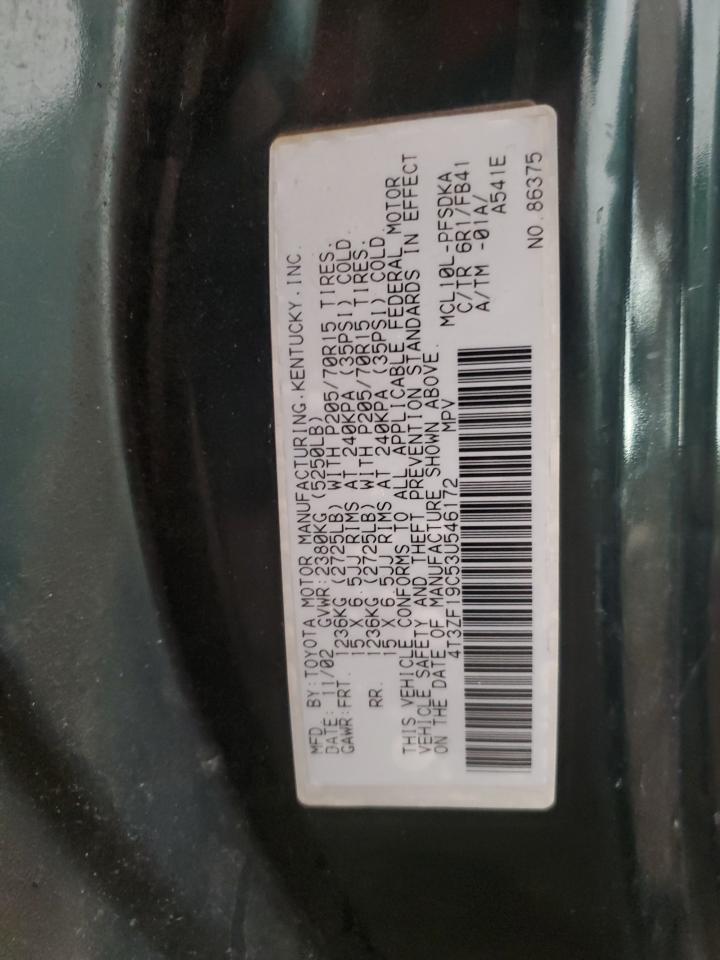 MFD. BY:TOYOTA MOTOR MANUFACTURING.KENTUCKY.INC.
DATE: 11/02 GVWR:2380KG (5250LB)
GAWR:FRT. 1236KG (2725LB) WITH P205/70R15 TIRES.
15 X 6.5JJ RIMS AT 240KPA (35PSI) COLD.
RR. 1236KG (2725LB) WITH P205/70R15 TIRES.
15 X 6.5JJ RIMS AT 240KPA (35PSI) COLD.
THIS VEHICLE CONFORMS TO ALL APPLICABLE FEDERAL MOTOR
VEHICLE SAFETY AND THEFT PREVENTION STANDARDS IN EFFECT
ON THE DATE OF MANUFACTURE SHOWN ABOVE.
4T3ZF19C53U546172 MPV
MCL10L-PFSDKA
C/TR 6R1/FB41
A/TM -01A/
A541E
NO.86375